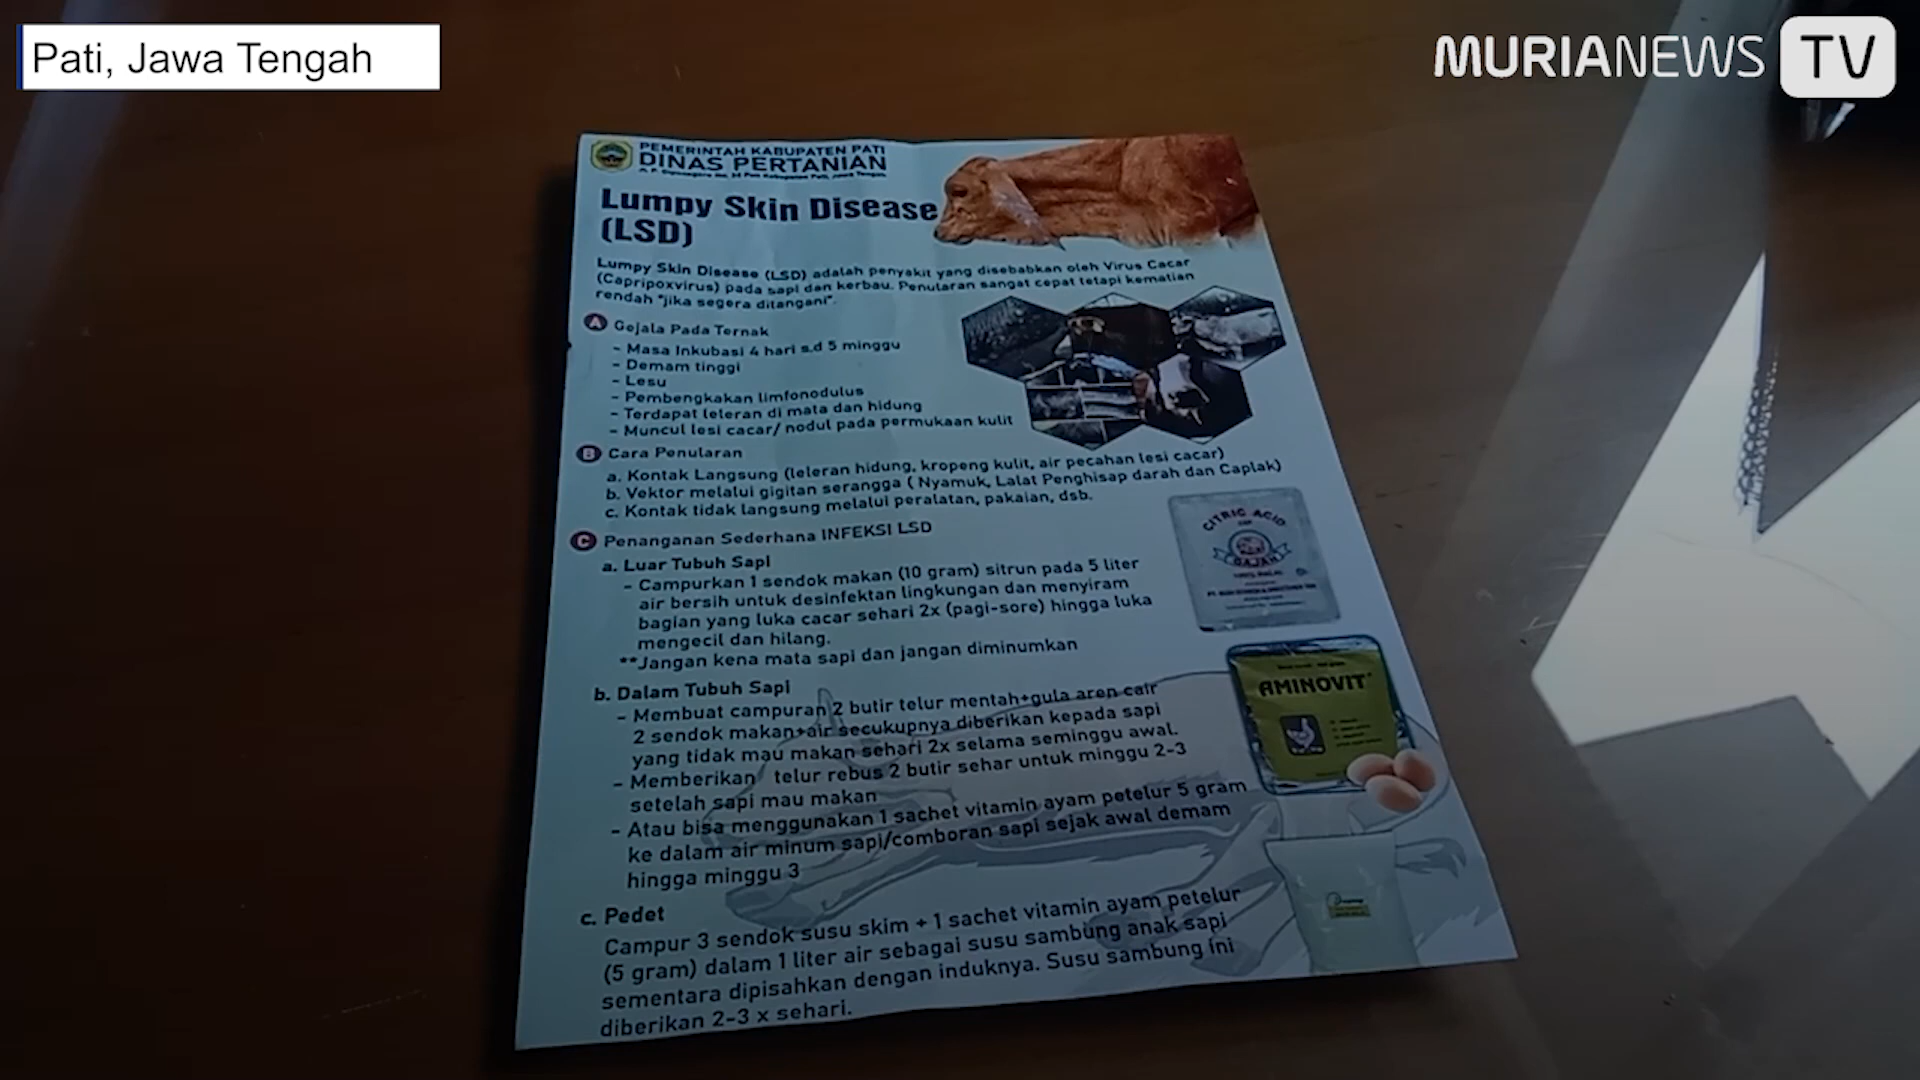 Pati, Jawa Tengah
MURIANEWS TV
PEMERINTAH KABUPATEN PATI
DINAS PERTANIAN
Lumpy Skin Disease
(LSD)
Lumpy Skin Disease (LSD) adalah penyakit yang disebabkan oleh Virus Cacar
(Capripoxvirus) pada sapi dan kerbau. Penularan sangat cepat tetapi kematian
rendah "jika segera ditangani".
A Gejala Pada Ternak
- Masa Inkubasi 4 hari s.d 5 minggu
- Demam tinggi
- Lesu
- Pembengkakan limfonodulus
- Terdapat leleran di mata dan hidung
- Muncul lesi cacar/ nodul pada permukaan kulit
B Cara Penularan
a. Kontak Langsung (leleran hidung, kropeng kulit, air pecahan lesi cacar)
b. Vektor melalui gigitan serangga ( Nyamuk, Lalat Penghisap darah dan Caplak)
c. Kontak tidak langsung melalui peralatan, pakaian, dsb.
C Penanganan Sederhana INFEKSI LSD
a. Luar Tubuh Sapi
- Campurkan 1 sendok makan (10 gram) sitrun pada 5 liter
air bersih untuk desinfektan lingkungan dan menyiram
bagian yang luka cacar sehari 2x (pagi-sore) hingga luka
mengecil dan hilang.
**Jangan kena mata sapi dan jangan diminumkan
CITRIC ACID
GAJAH
b. Dalam Tubuh Sapi
- Membuat campuran 2 butir telur mentah+gula aren cair
2 sendok makan+air secukupnya diberikan kepada sapi
yang tidak mau makan sehari 2x selama seminggu awal.
- Memberikan telur rebus 2 butir sehar untuk minggu 2-3
setelah sapi mau makan
- Atau bisa menggunakan 1 sachet vitamin ayam petelur 5 gram
ke dalam air minum sapi/comboran sapi sejak awal demam
hingga minggu 3
AMINOVIT
c. Pedet
Campur 3 sendok susu skim + 1 sachet vitamin ayam petelur
(5 gram) dalam 1 liter air sebagai susu sambung anak sapi
sementara dipisahkan dengan induknya. Susu sambung ini
diberikan 2-3 x sehari.